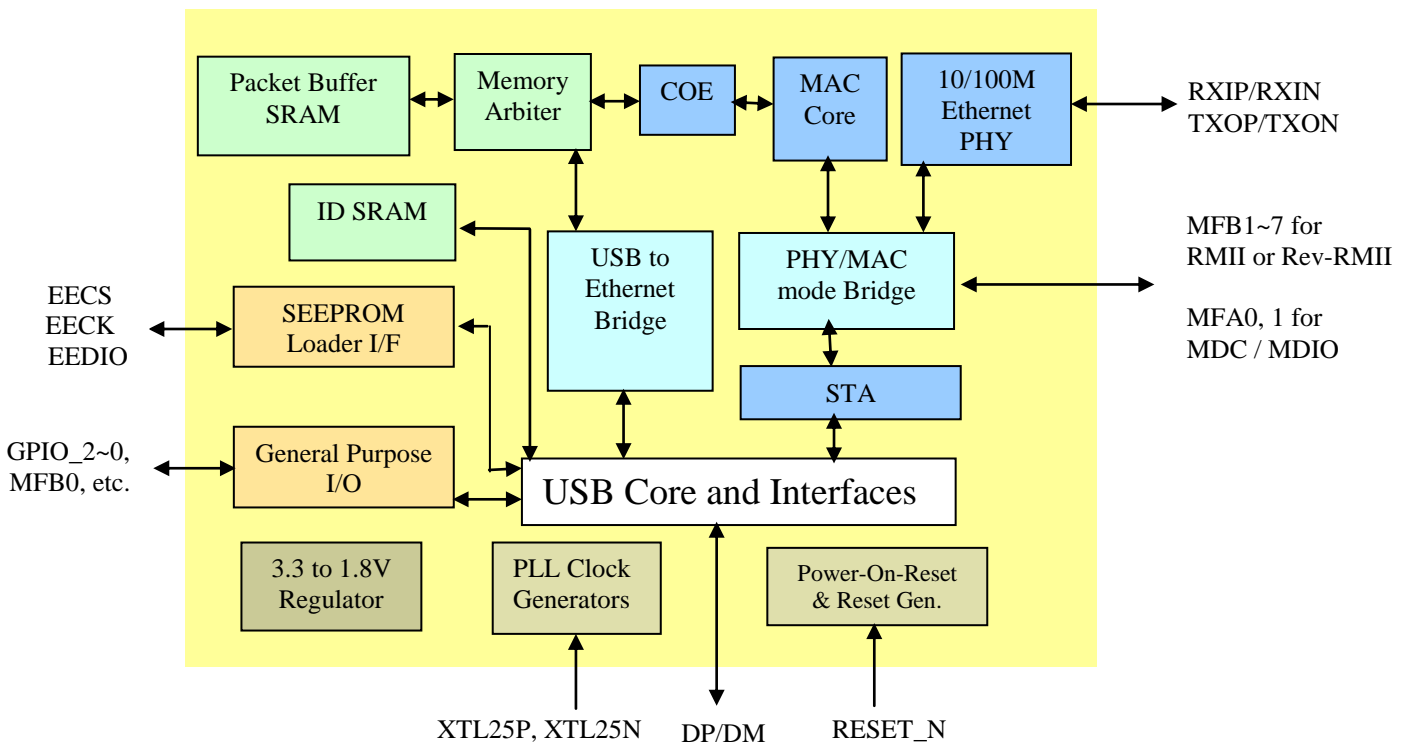 Packet Buffer
SRAM
Memory
Arbiter
COE
MAC
Core
10/100M
Ethernet
PHY
RXIP/RXIN
TXOP/TXON
ID SRAM
USB to
Ethernet
Bridge
PHY/MAC
mode Bridge
MFB1~7 for
RMII or Rev-RMII
MFA0, 1 for
MDC / MDIO
EECS
EECK
EEDIO
SEEPROM
Loader I/F
STA
GPIO_2~0,
MFB0, etc.
General Purpose
I/O
USB Core and Interfaces
3.3 to 1.8V
Regulator
PLL Clock
Generators
Power-On-Reset
& Reset Gen.
XTL25P, XTL25N
DP/DM
RESET_N